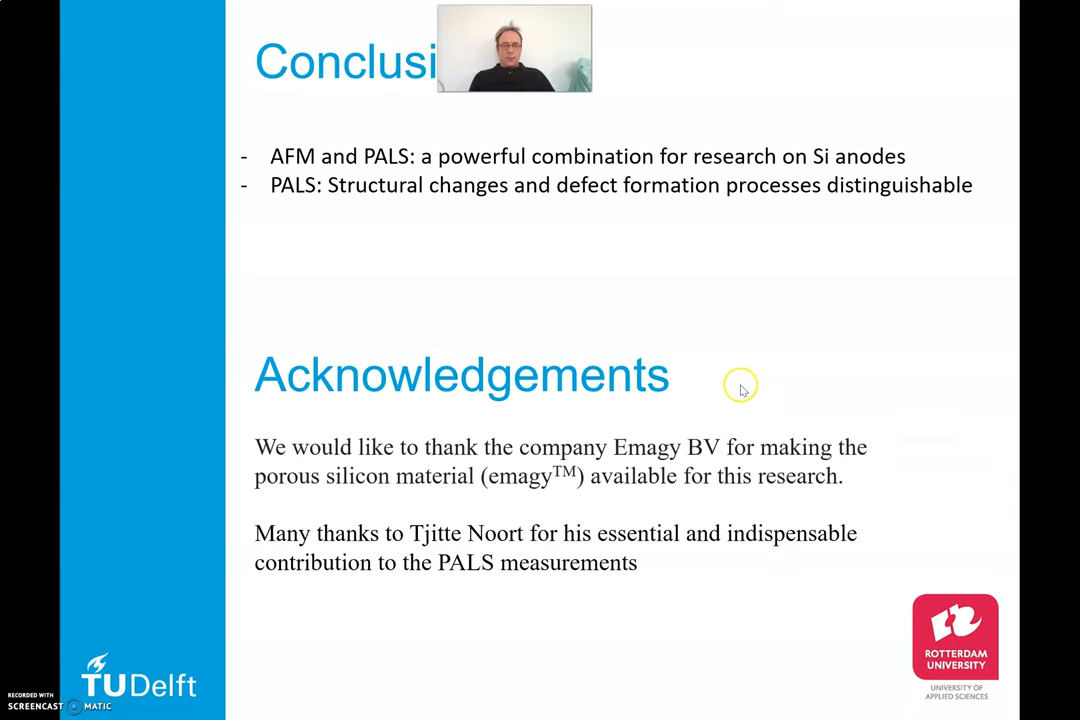 Conclusi
- AFM and PALS: a powerful combination for research on Si anodes
- PALS: Structural changes and defect formation processes distinguishable
Acknowledgements
We would like to thank the company Emagy BV for making the
porous silicon material (emagy™) available for this research.
Many thanks to Tjitte Noort for his essential and indispensable
contribution to the PALS measurements
TUDelft
ROTTERDAM
UNIVERSITY
UNIVERSITY OF
APPLIED SCIENCES
RECORDED WITH
SCREENCAST MATIC